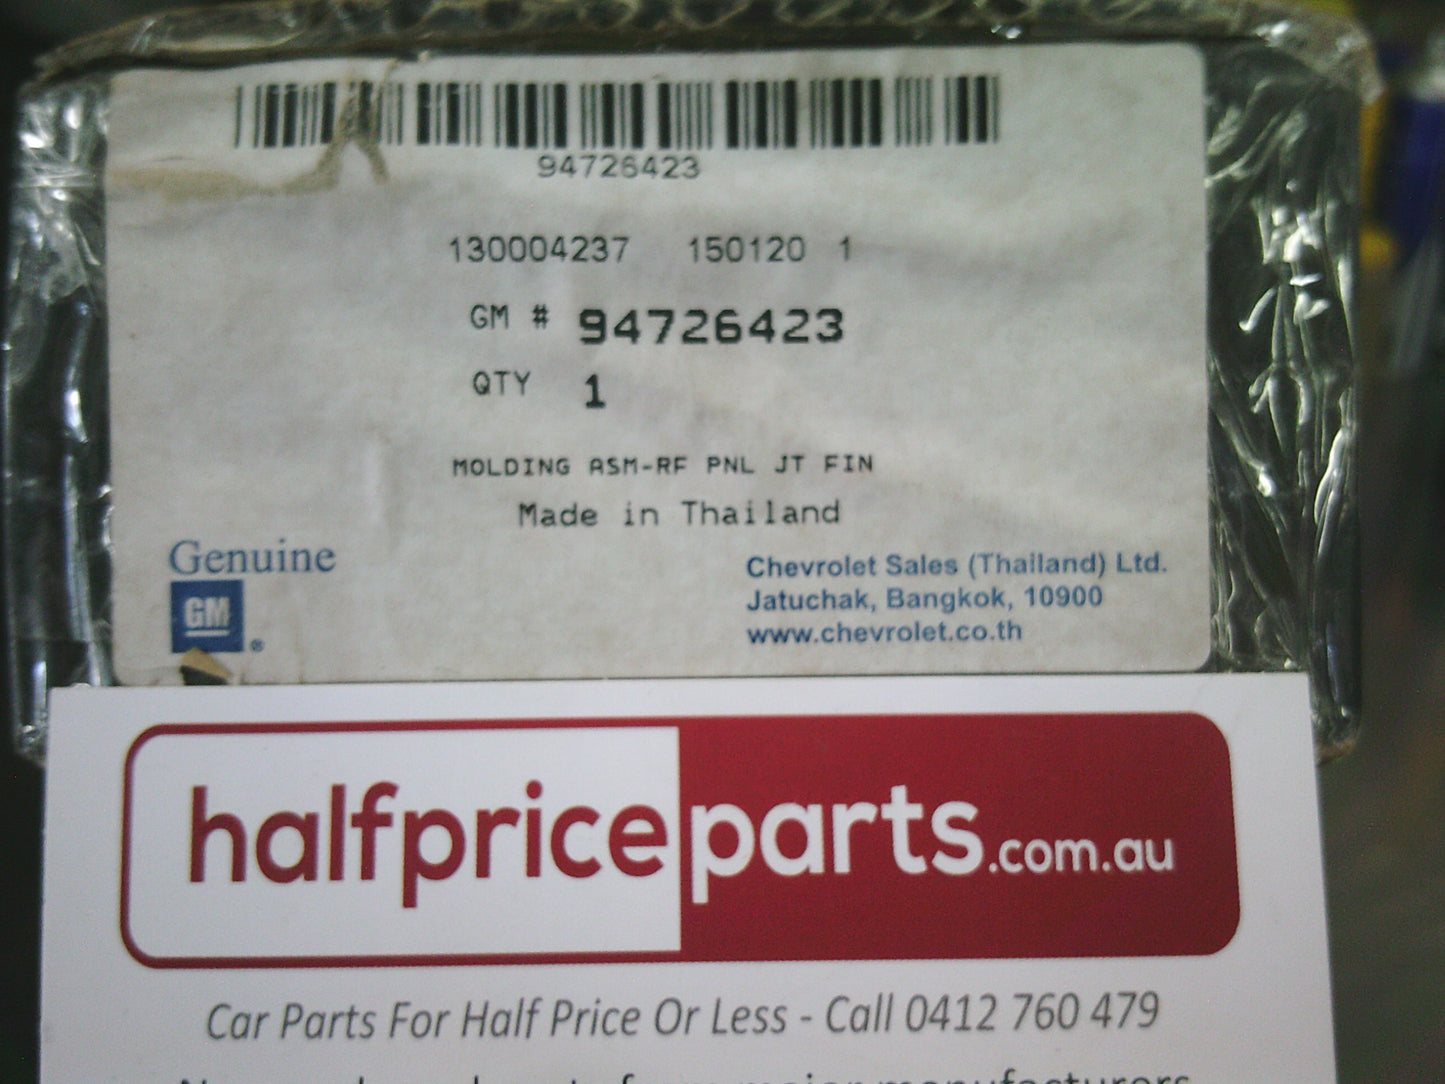 94726423
130004237 150120 1
GM # 94726423
QTY 1
MOLDING ASM-RF PNL JT FIN
Made in Thailand
Genuine
GM ®
Chevrolet Sales (Thailand) Ltd.
Jatuchak, Bangkok, 10900
www.chevrolet.co.th
halfpriceparts.com.au
Car Parts For Half Price Or Less - Call 0412 760 479